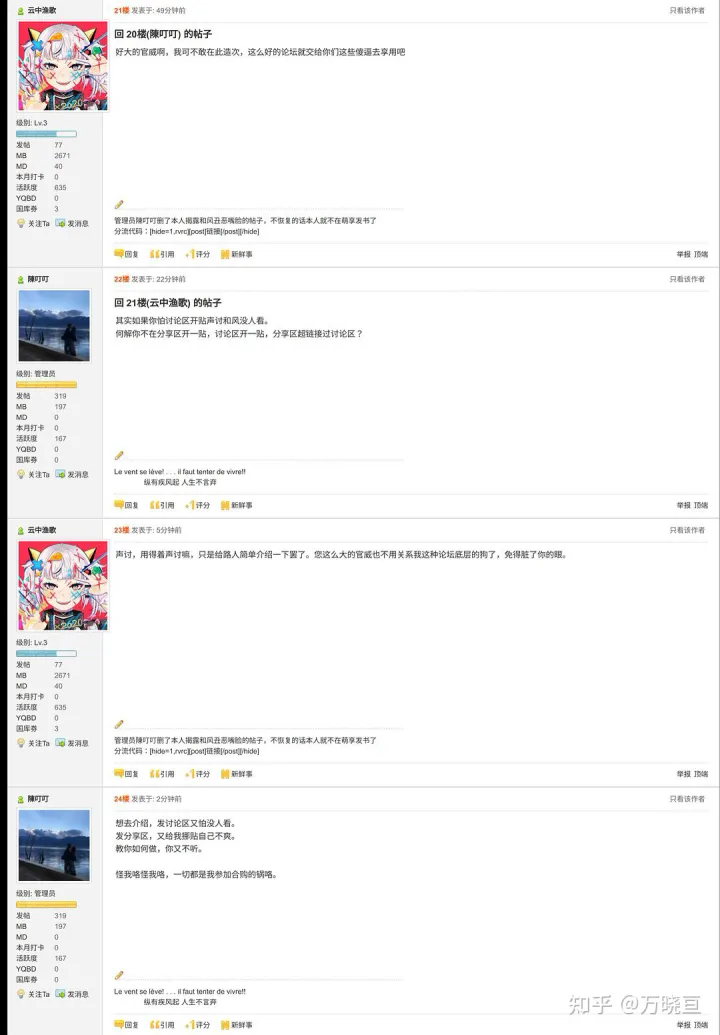 云中渔歌
21楼 发表于: 49分钟前
只看该作者
回 20楼(陳叮叮) 的帖子
好大的官威啊，我可不敢在此造次，这么好的论坛就交给你们这些傻逼去享用吧
级别: Lv.3
发帖 77
MB 2671
MD 40
本月打卡 0
活跃度 635
YQBD 0
国库券 3
关注Ta 发消息
管理员陳叮叮删了本人揭露和风丑恶嘴脸的帖子，不恢复的话本人就不在萌享发书了
分流代码：[hide=1,rvrc][post]链接[/post][/hide]
回复 引用 +1评分 新鲜事
举报 顶端
陳叮叮
22楼 发表于: 22分钟前
只看该作者
回 21楼(云中渔歌) 的帖子
其实如果你怕讨论区开贴声讨和风没人看。
何解你不在分享区开一贴，讨论区开一贴，分享区超链接过讨论区？
级别: 管理员
发帖 319
MB 197
MD 0
本月打卡 0
活跃度 167
YQBD 0
国库券 0
关注Ta 发消息
Le vent se lève! . . . il faut tenter de vivre!!
纵有疾风起 人生不言弃
回复 引用 +1评分 新鲜事
举报 顶端
云中渔歌
23楼 发表于: 5分钟前
只看该作者
声讨，用得着声讨嘛，只是给路人简单介绍一下罢了。您这么大的官威也不用关系我这种论坛底层的狗了，免得脏了你的眼。
×2020
级别: Lv.3
发帖 77
MB 2671
MD 40
本月打卡 0
活跃度 635
YQBD 0
国库券 3
关注Ta 发消息
管理员陳叮叮删了本人揭露和风丑恶嘴脸的帖子，不恢复的话本人就不在萌享发书了
分流代码：[hide=1,rvrc][post]链接[/post][/hide]
回复 引用 +1评分 新鲜事
举报 顶端
陳叮叮
24楼 发表于: 2分钟前
只看该作者
想去介绍，发讨论区又怕没人看。
发分享区，又给我挪贴自己不爽。
教你如何做，你又不听。
怪我咯怪我咯，一切都是我参加合购的锅咯。
级别: 管理员
发帖 319
MB 197
MD 0
本月打卡 0
活跃度 167
YQBD 0
国库券 0
关注Ta 发消息
Le vent se lève! . . . il faut tenter de vivre!!
纵有疾风起 人生不言弃
知乎 @万晓亘
回复 引用 +1评分 新鲜事
举报 顶端